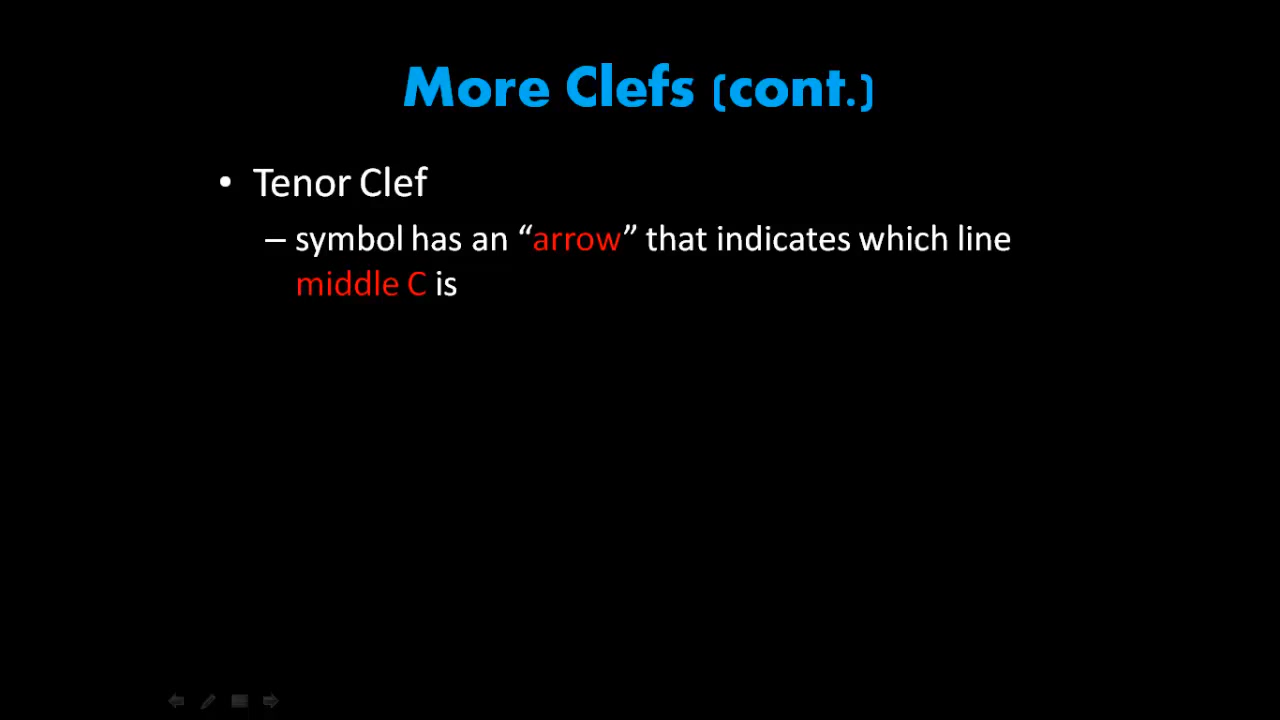 More Clefs (cont.)
• Tenor Clef
– symbol has an “arrow” that indicates which line
middle C is